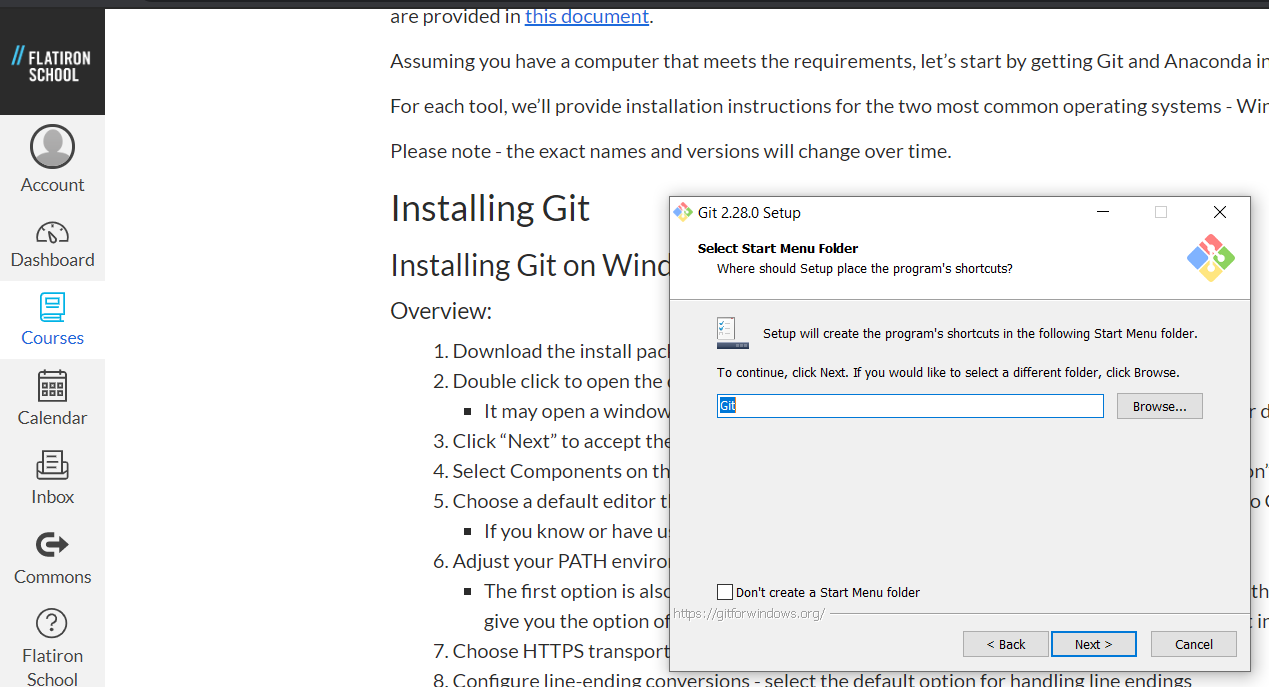 FLATIRON
SCHOOL
Account
Dashboard
Courses
Calendar
Inbox
Commons
Flatiron
School
are provided in this document.
Assuming you have a computer that meets the requirements, let's start by getting Git and Anaconda
For each tool, we'll provide installation instructions for the two most common operating systems -
Please note - the exact names and versions will change over time.
Installing Git
Installing Git on
Overview:
1. Download the install
2. Double click to open the
▪ It may open a window
3. Click “Next” to accept the
4. Select Components on
5. Choose a default editor
▪ If you know or have
6. Adjust your PATH
▪ The first option is
give you the option of
7. Choose HTTPS transport
8. Configure line-ending conversions - select the default option for handling line endings
Git 2.28.0 Setup
Select Start Menu Folder
Where should Setup place the program's shortcuts?
Setup will create the program's shortcuts in the following Start Menu folder.
To continue, click Next. If you would like to select a different folder, click Browse.
Git
Browse...
Don't create a Start Menu folder
https://gitforwindows.org/
< Back
Next >
Cancel